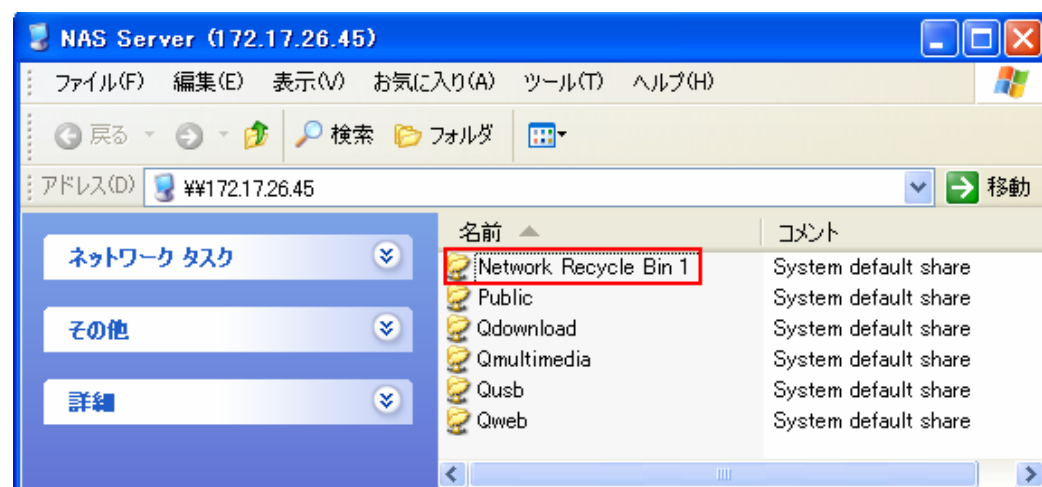 NAS Server (172.17.26.45)
ファイル(F) 編集(E) 表示(V) お気に入り(A) ツール(T) ヘルプ(H)
戻る 検索 フォルダ
アドレス(D) ¥¥172.17.26.45 移動
名前 コメント
ネットワーク タスク
その他
詳細
Network Recycle Bin 1 System default share
Public System default share
Qdownload System default share
Qmultimedia System default share
Qusb System default share
Qweb System default share